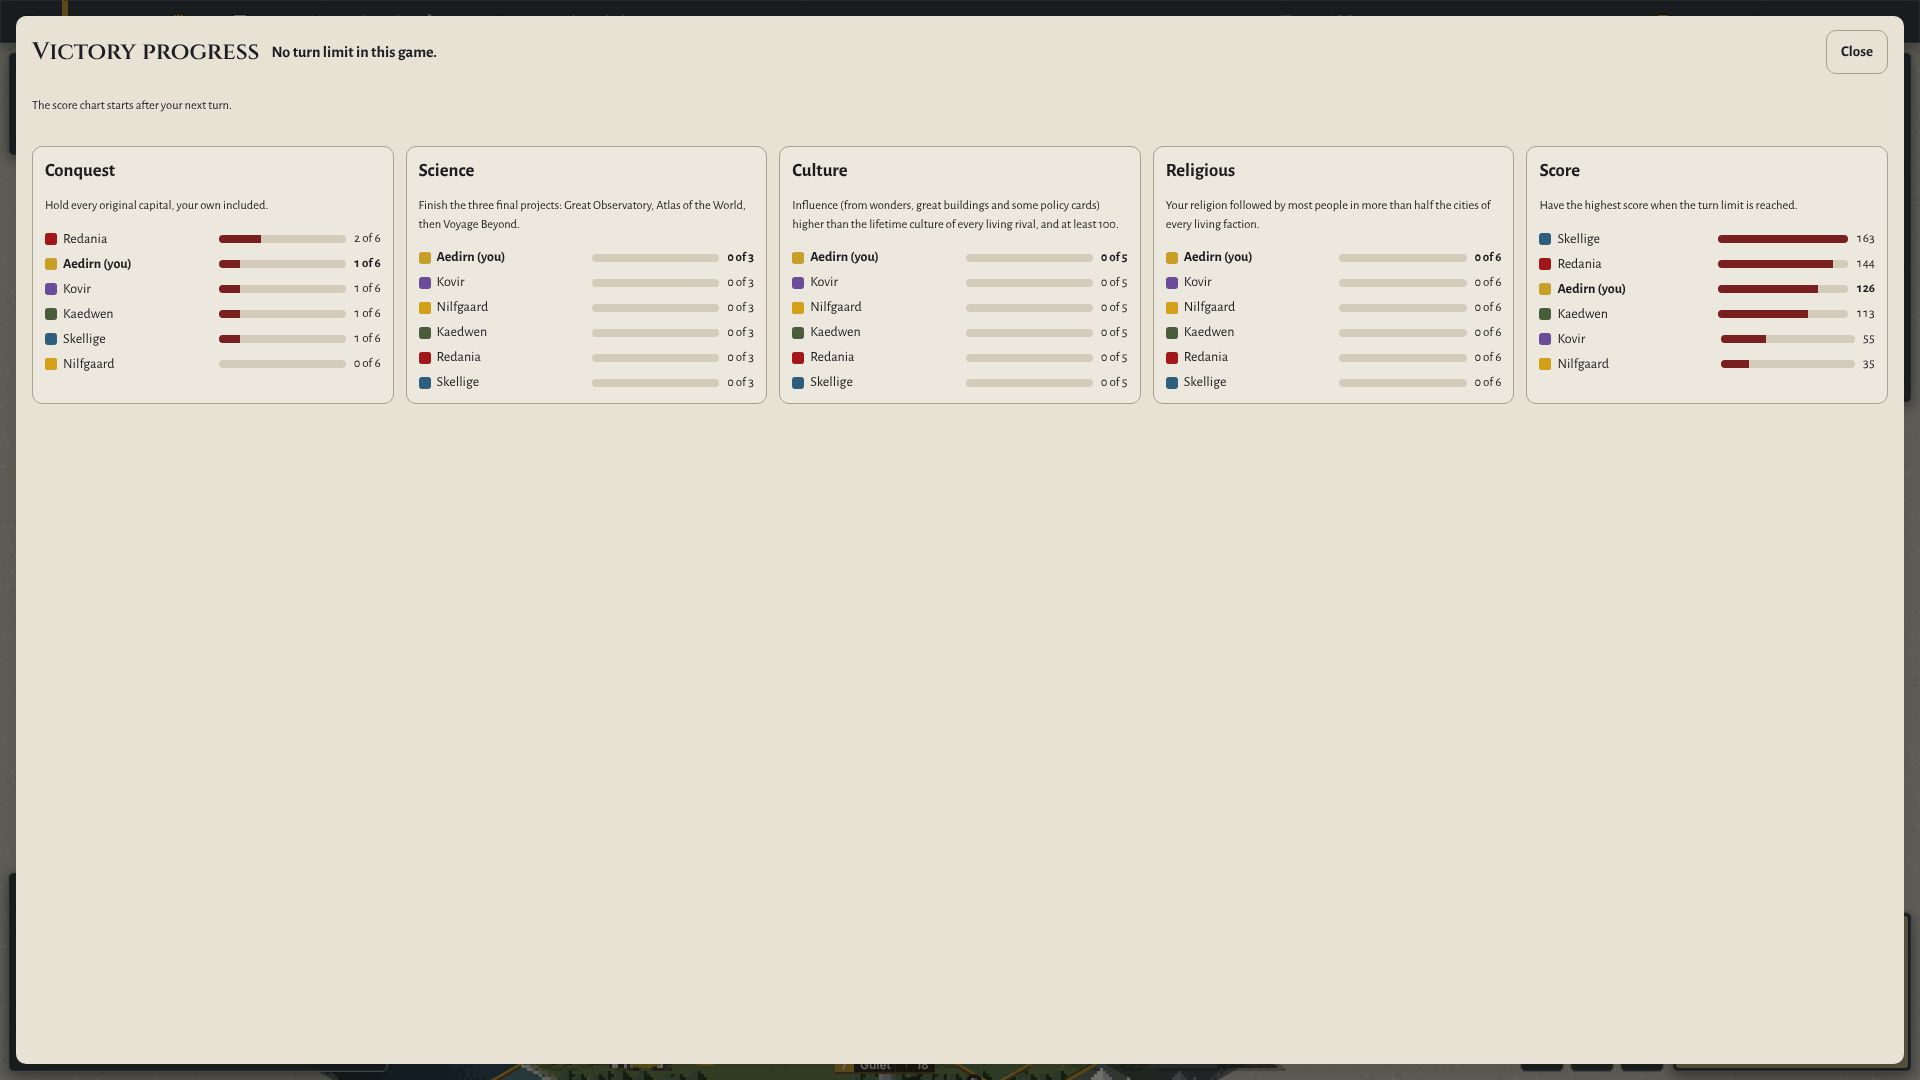 Victory progress
No turn limit in this game.
Close
The score chart starts after your next turn.
Conquest
Hold every original capital, your own included.
Redania 2 of 6
Aedirn (you) 1 of 6
Kovir 1 of 6
Kaedwen 1 of 6
Skellige 1 of 6
Nilfgaard 0 of 6
Science
Finish the three final projects: Great Observatory, Atlas of the World,
then Voyage Beyond.
Aedirn (you) 0 of 3
Kovir 0 of 3
Nilfgaard 0 of 3
Kaedwen 0 of 3
Redania 0 of 3
Skellige 0 of 3
Culture
Influence (from wonders, great buildings and some policy cards)
higher than the lifetime culture of every living rival, and at least 100.
Aedirn (you) 0 of 5
Kovir 0 of 5
Nilfgaard 0 of 5
Kaedwen 0 of 5
Redania 0 of 5
Skellige 0 of 5
Religious
Your religion followed by most people in more than half the cities of
every living faction.
Aedirn (you) 0 of 6
Kovir 0 of 6
Nilfgaard 0 of 6
Kaedwen 0 of 6
Redania 0 of 6
Skellige 0 of 6
Score
Have the highest score when the turn limit is reached.
Skellige 163
Redania 144
Aedirn (you) 126
Kaedwen 113
Kovir 55
Nilfgaard 35